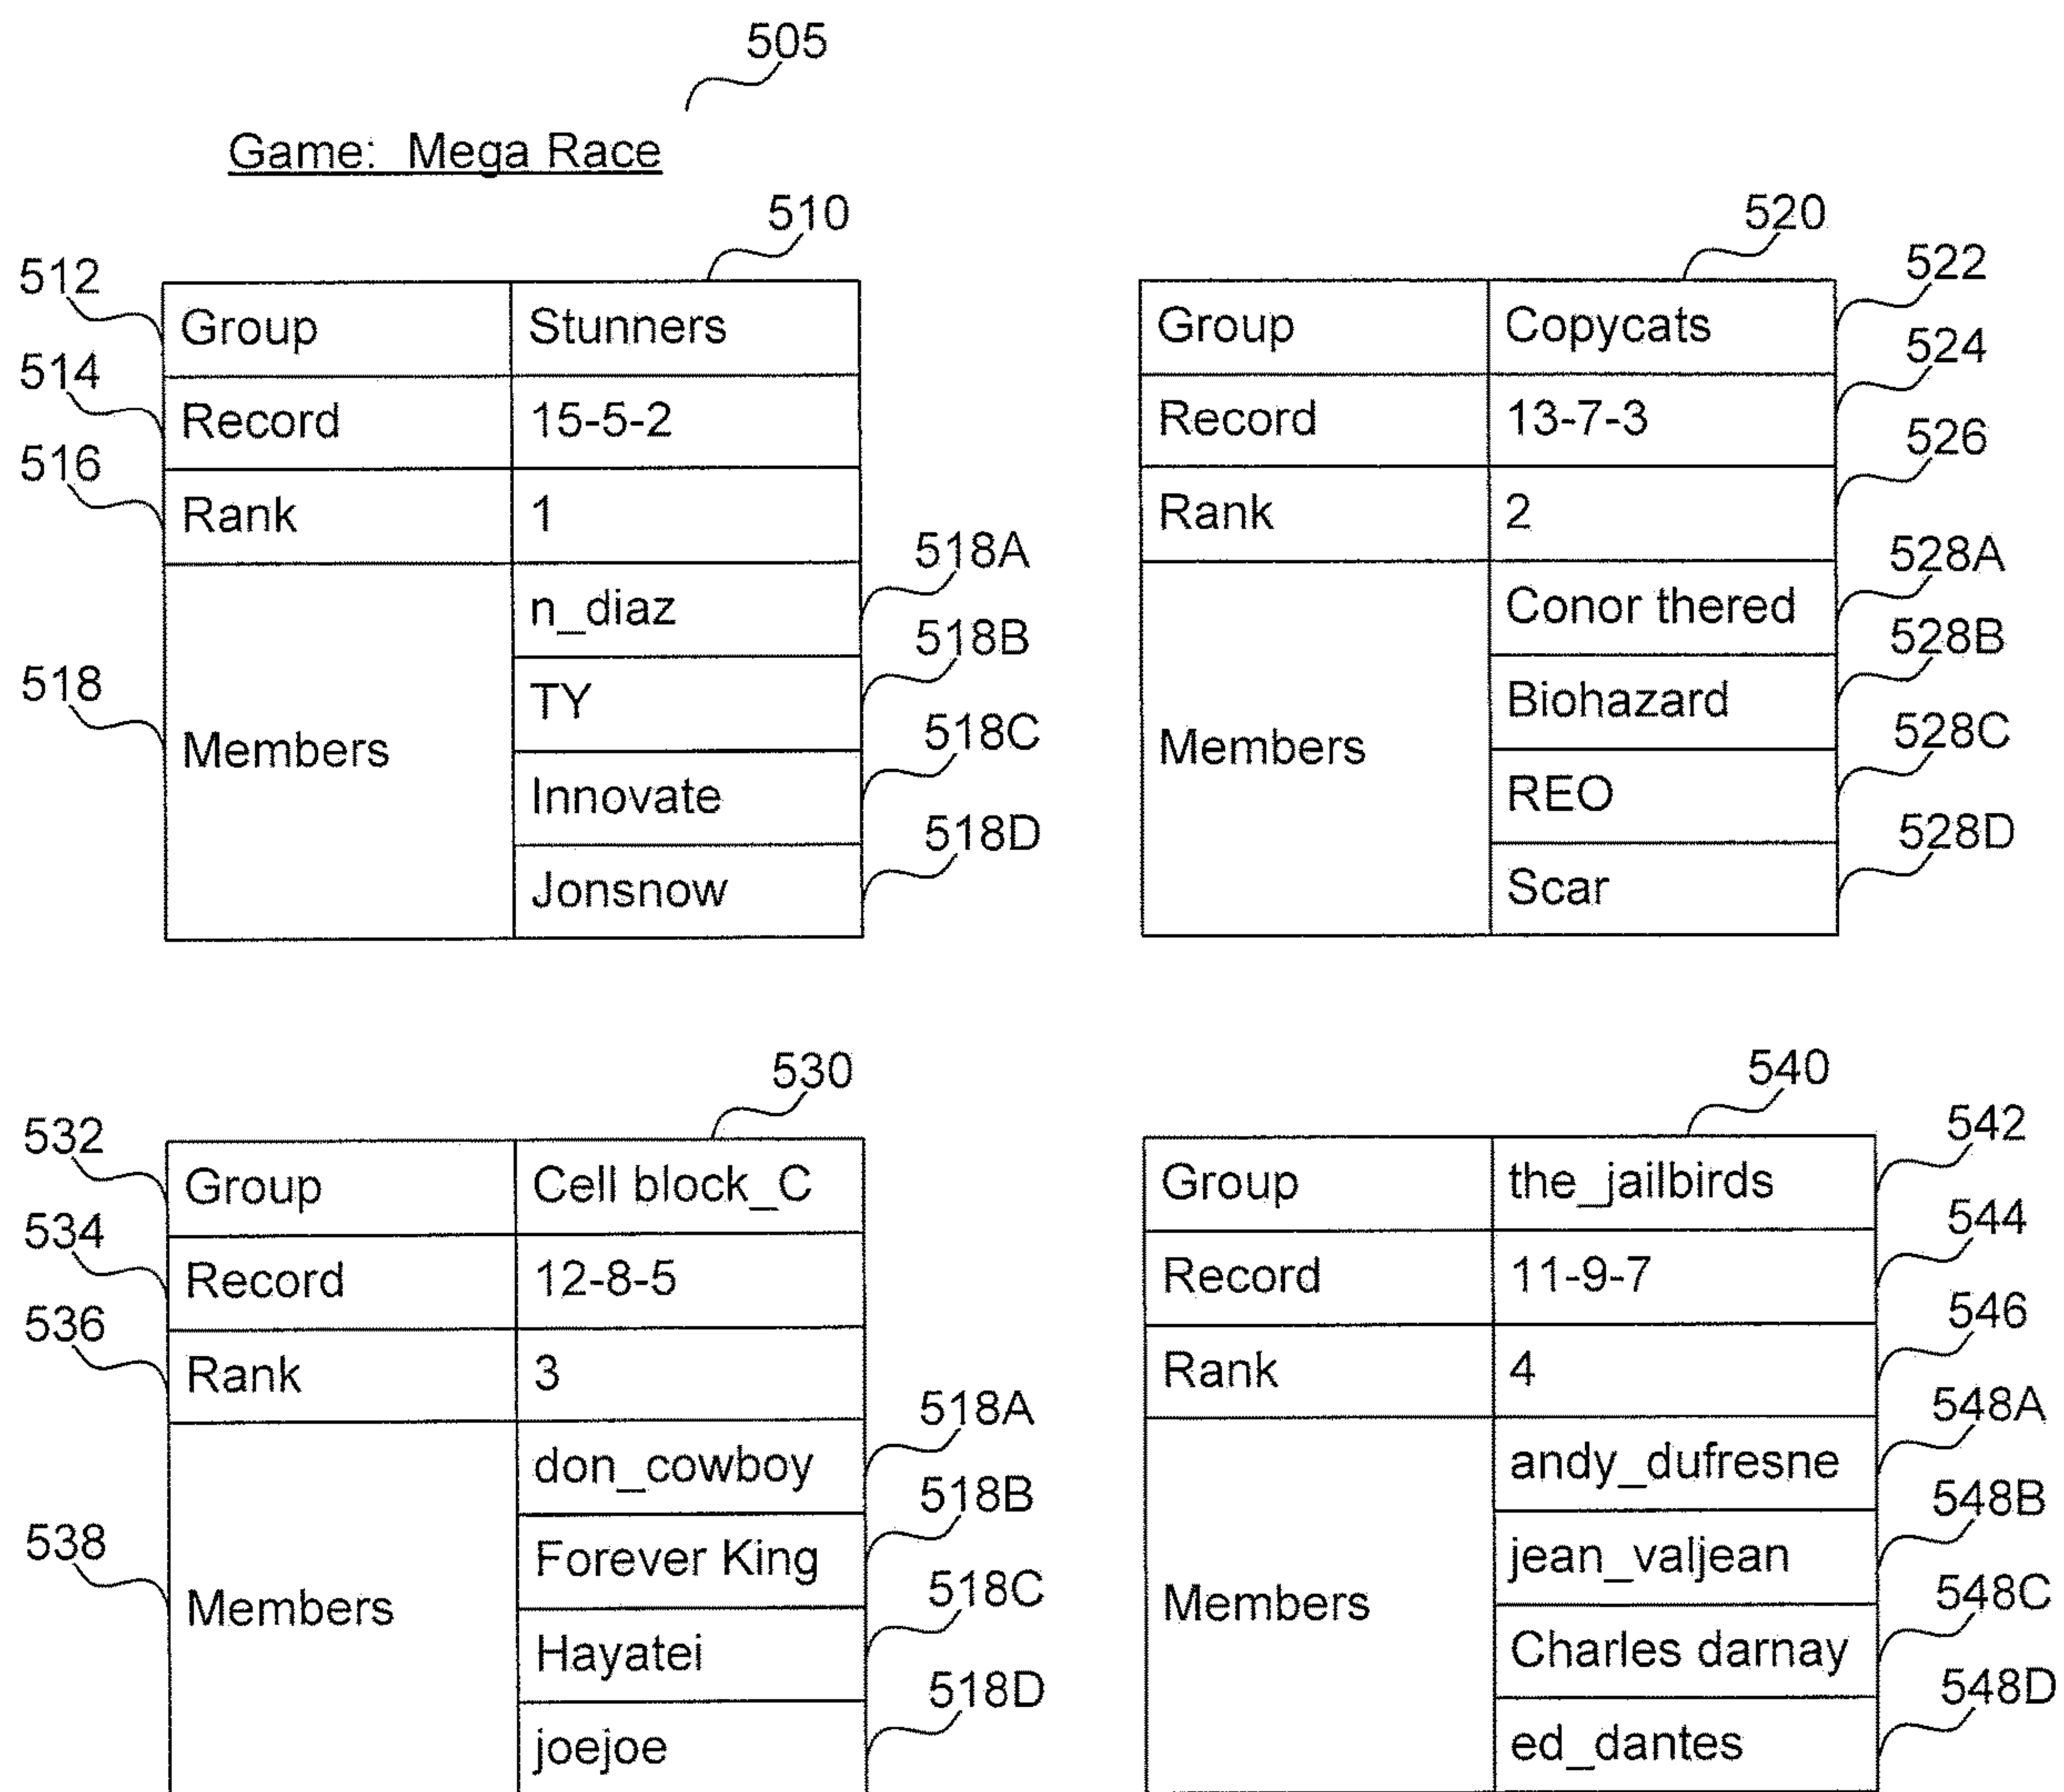 505
Game: Mega Race
510
512
Group Stunners
514
Record 15-5-2
516
Rank 1
518
Members
n_diaz 518A
TY 518B
Innovate 518C
Jonsnow 518D
520
Group Copycats 522
Record 13-7-3 524
Rank 2 526
Members
Conor thered 528A
Biohazard 528B
REO 528C
Scar 528D
530
532
Group Cell block_C
534
Record 12-8-5
536
Rank 3
538
Members
don_cowboy 518A
Forever King 518B
Hayatei 518C
joejoe 518D
540
Group the_jailbirds 542
Record 11-9-7 544
Rank 4 546
Members
andy_dufresne 548A
jean_valjean 548B
Charles darnay 548C
ed_dantes 548D